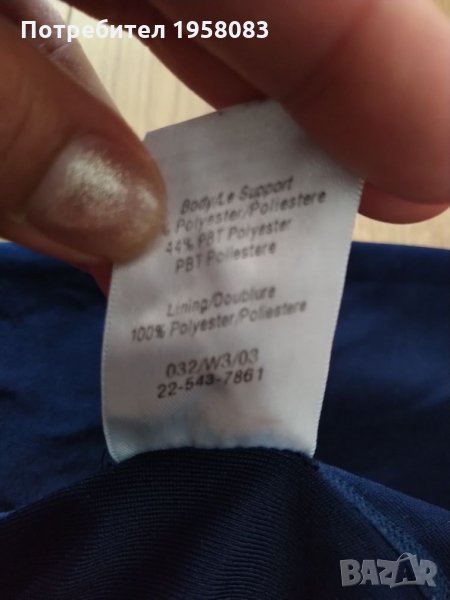 Потребител 1958083
Body/Le Support
% Polyester/Poliestere
44% PBT Polyester
PBT Poliestere
Lining/Doublure
100% Polyester/Poliestere
032/W3/03
22-543-7861
BAZAR